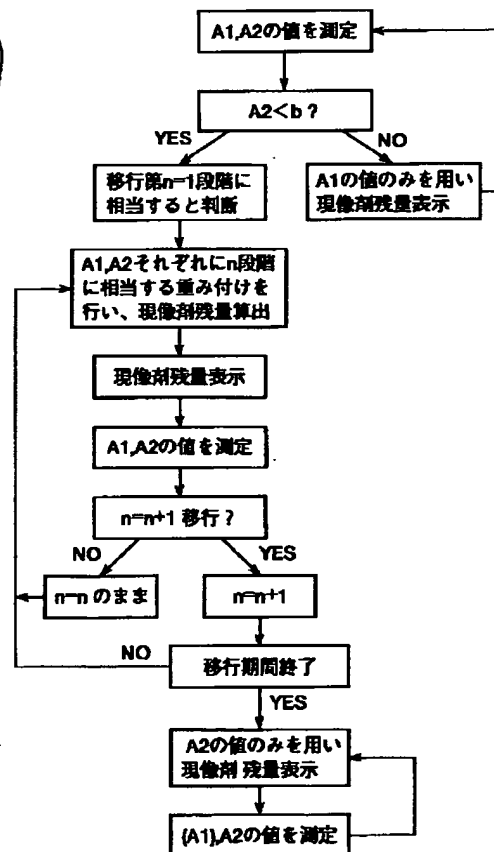 A1,A2の値を測定
A2<b ?
YES
NO
移行第n=1段階に
相当すると判断
A1の値のみを用い
現像剤残量表示
A1,A2それぞれにn段階
に相当する重み付けを
行い、現像剤残量算出
現像剤残量表示
A1,A2の値を測定
n=n+1 移行 ?
NO
YES
n=n のまま
n=n+1
NO
移行期間終了
YES
A2の値のみを用い
現像剤 残量表示
(A1),A2の値を測定